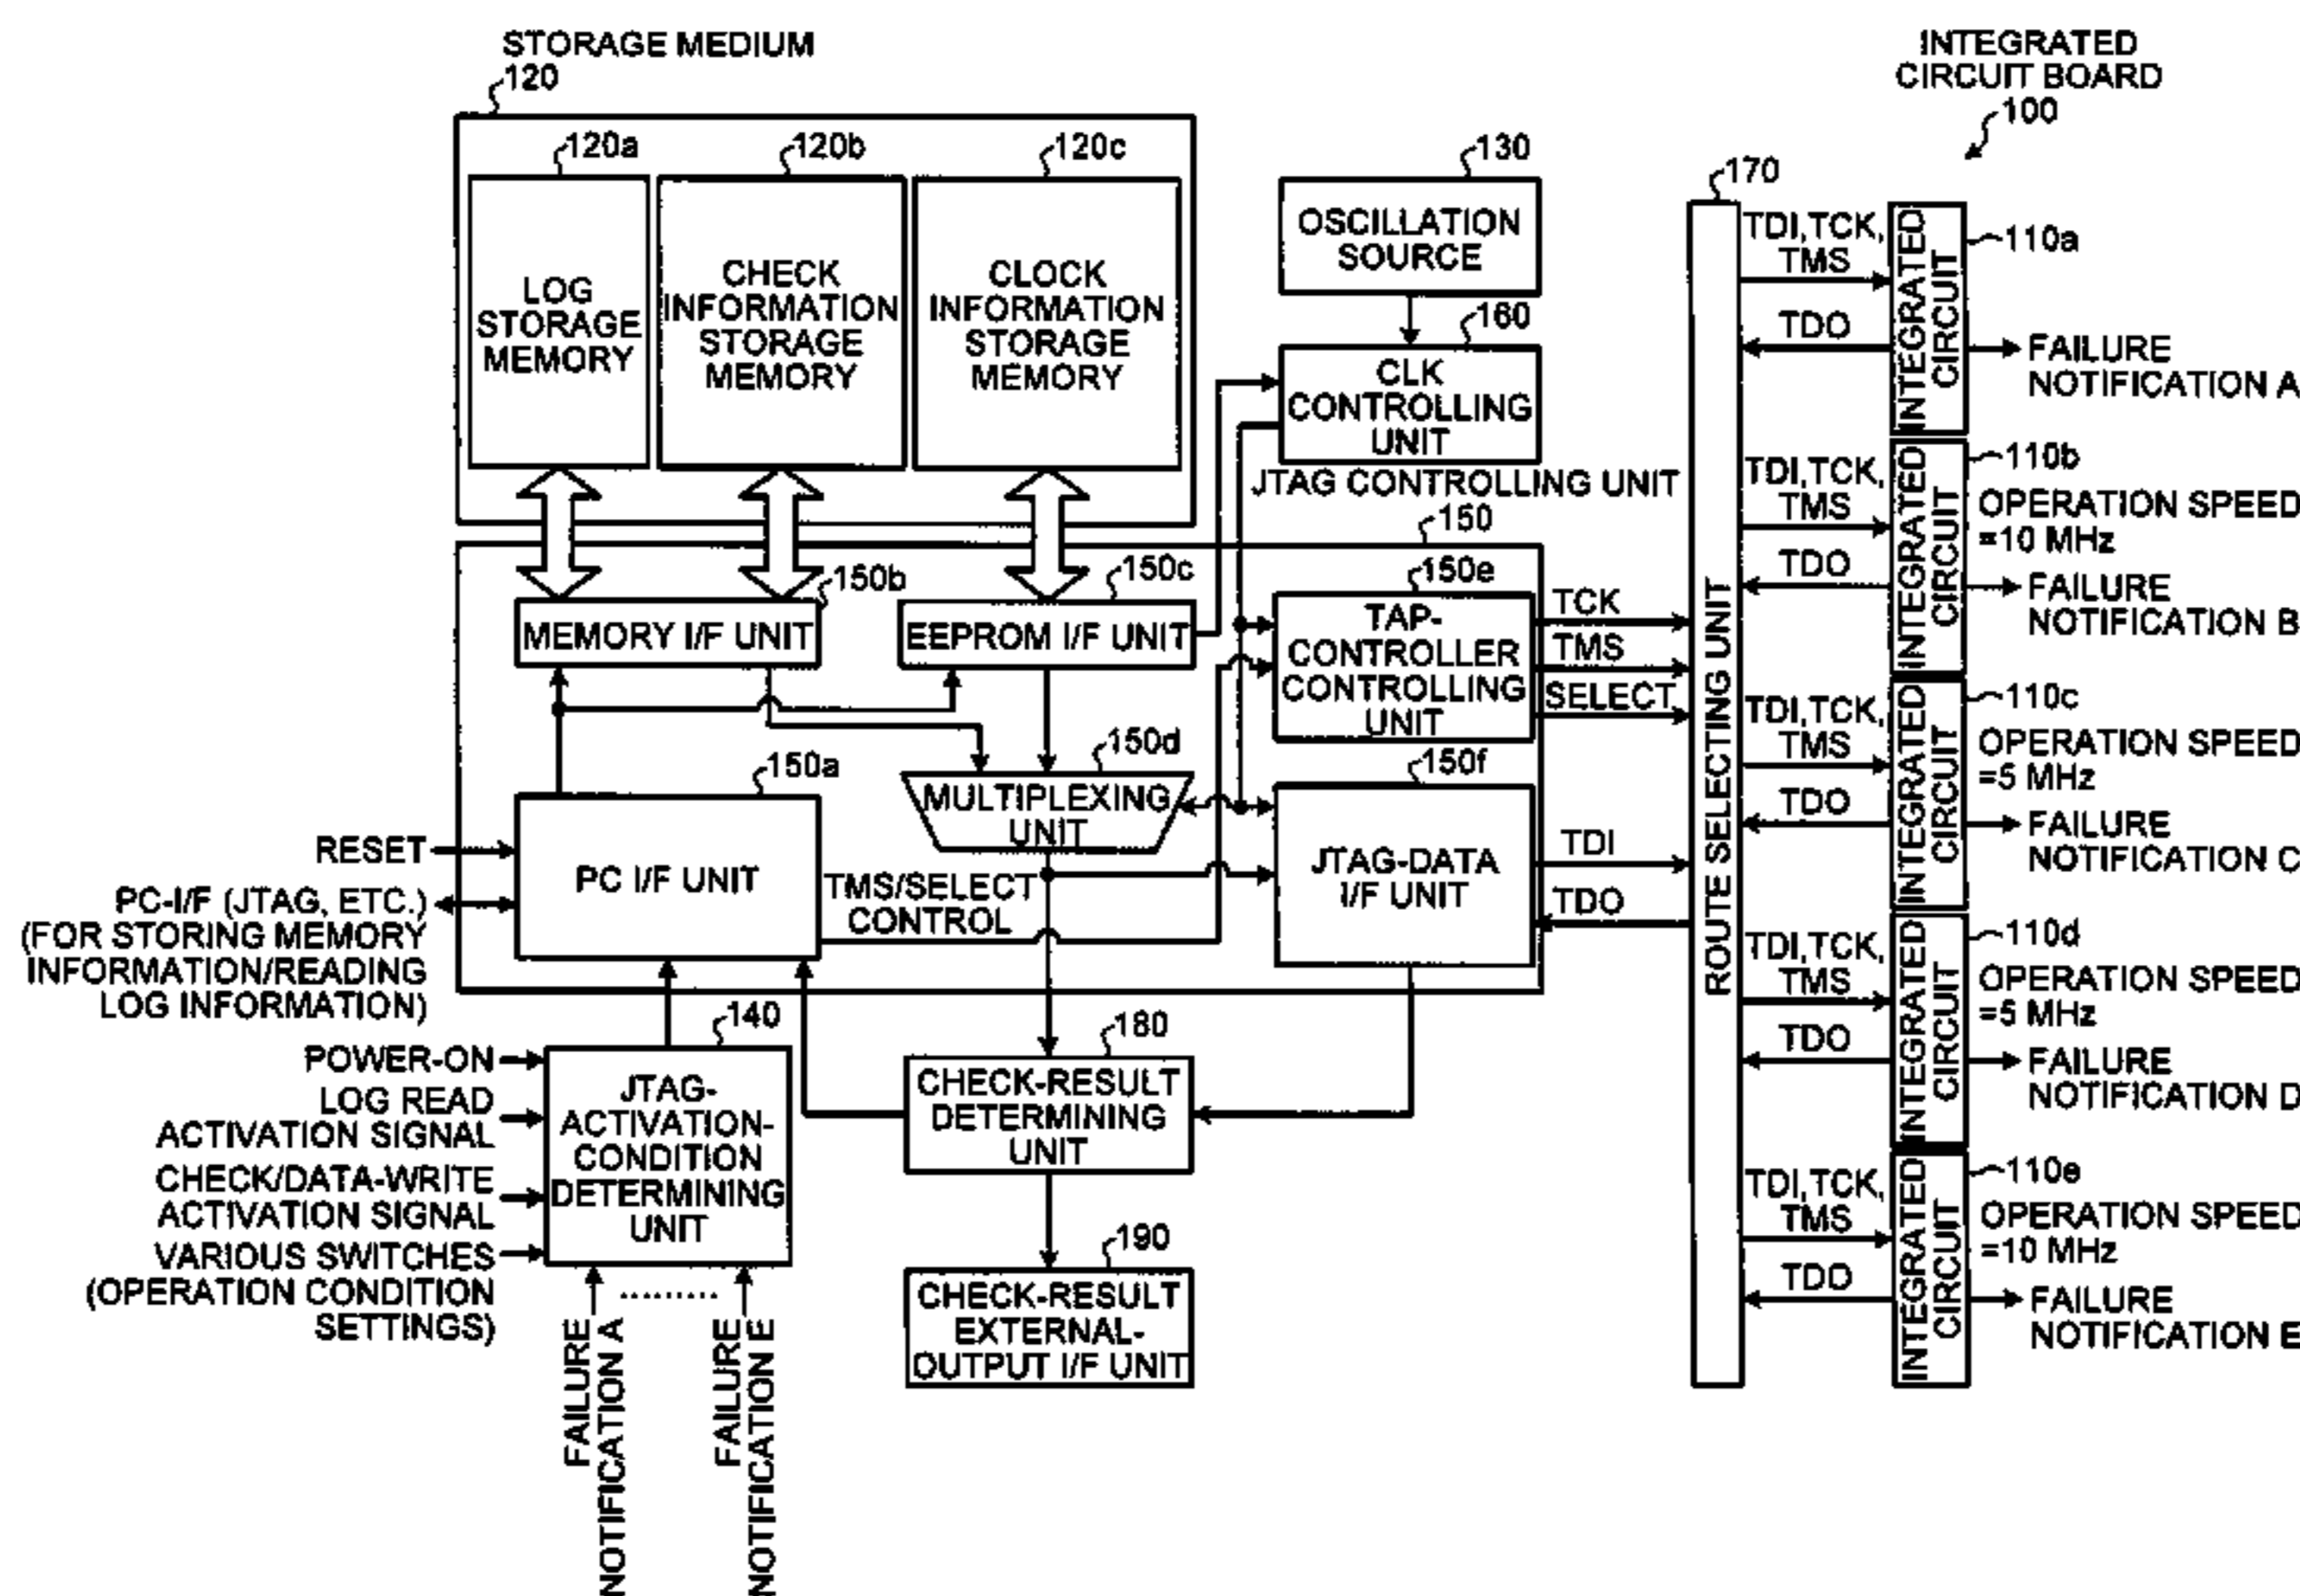 STORAGE MEDIUM
120
INTEGRATED
CIRCUIT BOARD
100
120a
120b
120c
LOG
STORAGE
MEMORY
CHECK
INFORMATION
STORAGE
MEMORY
CLOCK
INFORMATION
STORAGE
MEMORY
130
OSCILLATION
SOURCE
160
CLK
CONTROLLING
UNIT
JTAG CONTROLLING UNIT
150
150b
MEMORY I/F UNIT
150c
EEPROM I/F UNIT
150e
TAP-
CONTROLLER
CONTROLLING
UNIT
TCK
TMS
SELECT
150a
PC I/F UNIT
150d
MULTIPLEXING
UNIT
150f
JTAG-DATA
I/F UNIT
TDI
TDO
TMS/SELECT
CONTROL
RESET
PC-I/F (JTAG, ETC.)
(FOR STORING MEMORY
INFORMATION/READING
LOG INFORMATION)
140
JTAG-
ACTIVATION-
CONDITION
DETERMINING
UNIT
POWER-ON
LOG READ
ACTIVATION SIGNAL
CHECK/DATA-WRITE
ACTIVATION SIGNAL
VARIOUS SWITCHES
(OPERATION CONDITION
SETTINGS)
FAILURE
NOTIFICATION A
.........
FAILURE
NOTIFICATION E
180
CHECK-RESULT
DETERMINING
UNIT
190
CHECK-RESULT
EXTERNAL-
OUTPUT I/F UNIT
170
ROUTE SELECTING UNIT
TDI,TCK,
TMS
TDO
INTEGRATED
CIRCUIT
110a
FAILURE
NOTIFICATION A
TDI,TCK,
TMS
TDO
INTEGRATED
CIRCUIT
110b
OPERATION SPEED
=10 MHz
FAILURE
NOTIFICATION B
TDI,TCK,
TMS
TDO
INTEGRATED
CIRCUIT
110c
OPERATION SPEED
=5 MHz
FAILURE
NOTIFICATION C
TDI,TCK,
TMS
TDO
INTEGRATED
CIRCUIT
110d
OPERATION SPEED
=5 MHz
FAILURE
NOTIFICATION D
TDI,TCK,
TMS
TDO
INTEGRATED
CIRCUIT
110e
OPERATION SPEED
=10 MHz
FAILURE
NOTIFICATION E